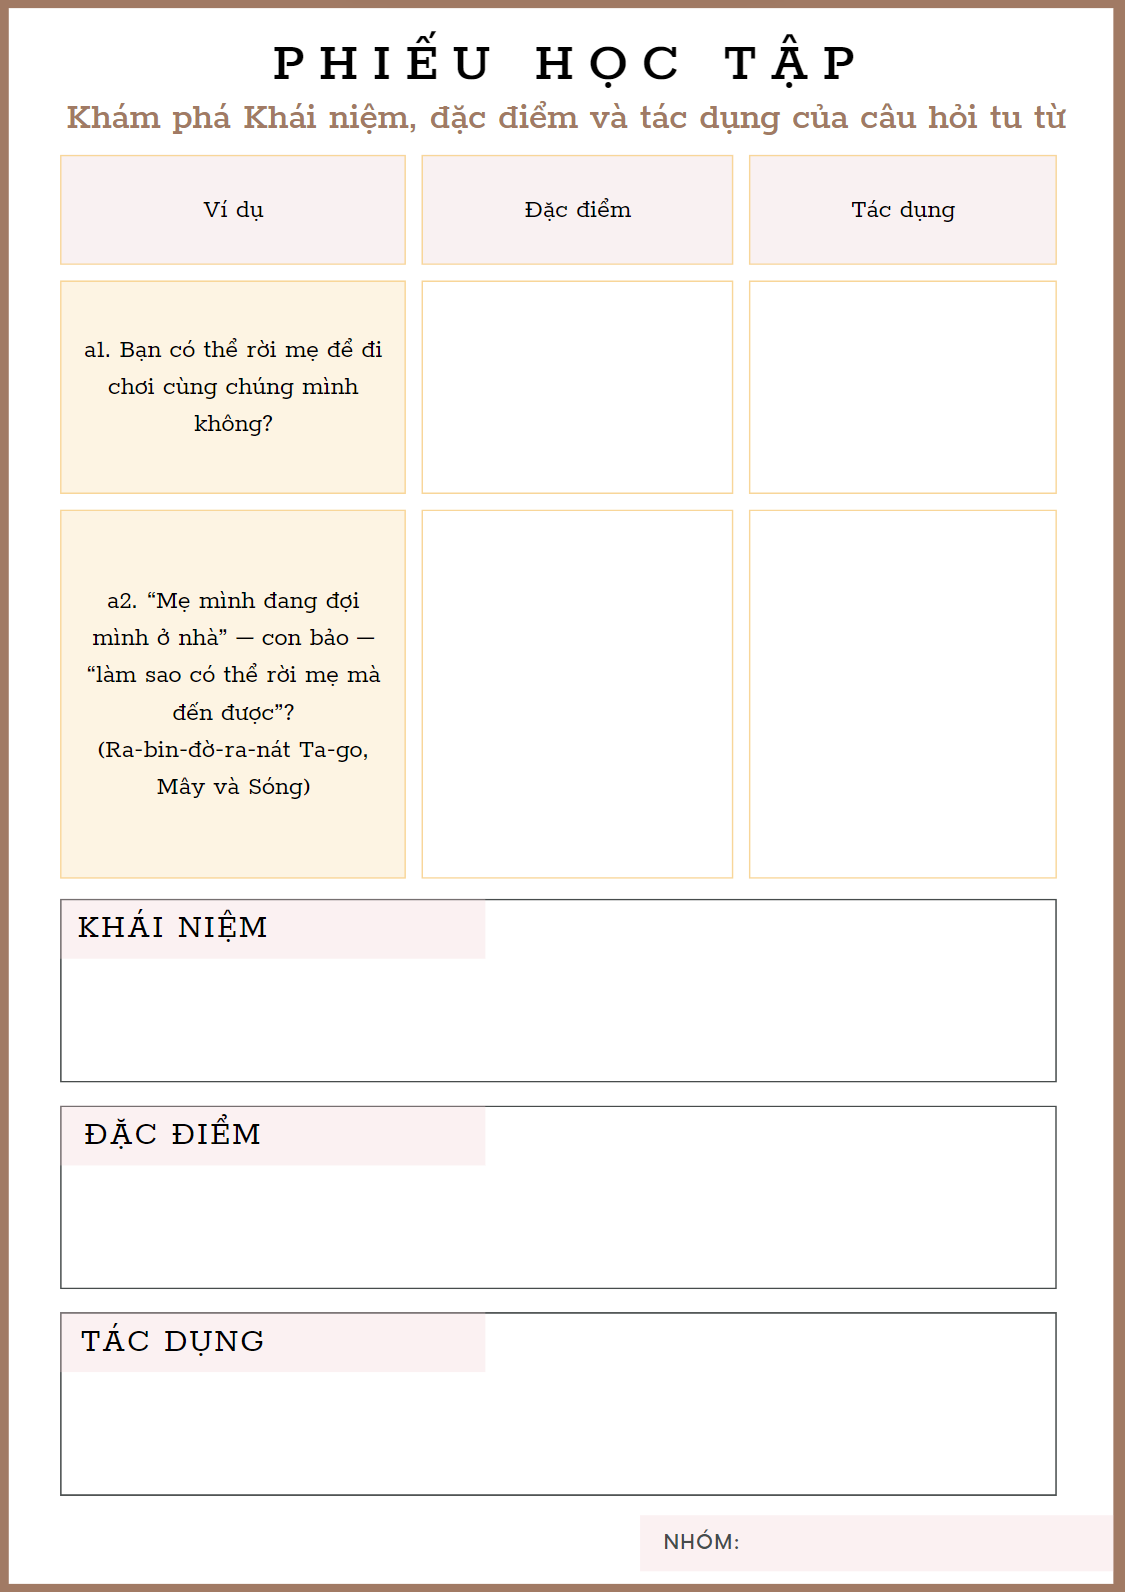 PHIẾU HỌC TẬP
Khám phá Khái niệm, đặc điểm và tác dụng của câu hỏi tu từ
Ví dụ
Đặc điểm
Tác dụng
a1. Bạn có thể rời mẹ để đi
chơi cùng chúng mình
không?
a2. “Mẹ mình đang đợi
mình ở nhà” — con bảo —
“làm sao có thể rời mẹ mà
đến được”?
(Ra-bin-đờ-ra-nát Ta-go,
Mây và Sóng)
KHÁI NIỆM
ĐẶC ĐIỂM
TÁC DỤNG
NHÓM: